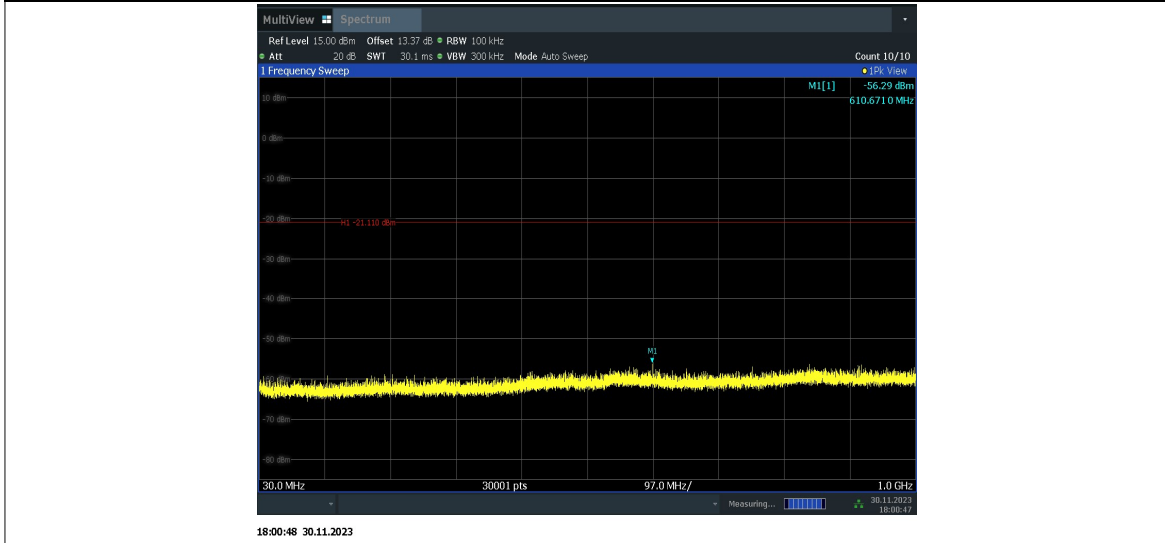 MultiView Spectrum
Ref Level 15.00 dBm Offset 13.37 dB RBW 100 kHz
Att 20 dB SWT 30.1 ms VBW 300 kHz Mode Auto Sweep Count 10/10
1 Frequency Sweep 1Pk View
M1[1] -56.29 dBm
610.6710 MHz
10 dBm
0 dBm
-10 dBm
-20 dBm
H1 -21.110 dBm
-30 dBm
-40 dBm
-50 dBm
M1
-60 dBm
-70 dBm
-80 dBm
30.0 MHz 30001 pts 97.0 MHz/ 1.0 GHz
Measuring... 30.11.2023
18:00:47
18:00:48 30.11.2023